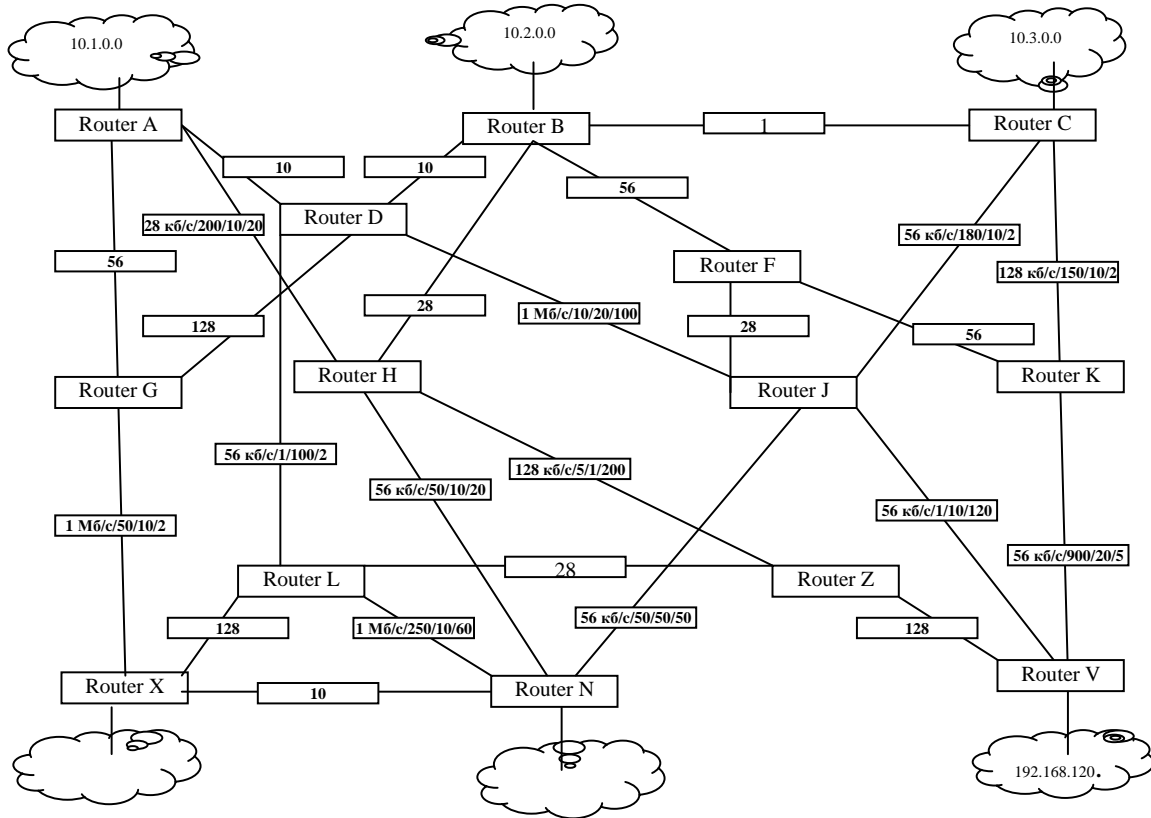 10.1.0.0
10.2.0.0
10.3.0.0
Router A
Router B
1
Router C
10
10
56
Router D
28 кб/с/200/10/20
56 кб/с/180/10/2
56
Router F
128 кб/с/150/10/2
128
28
1 Мб/с/10/20/100
28
56
Router G
Router H
Router J
Router K
56 кб/с/1/100/2
128 кб/с/5/1/200
56 кб/с/50/10/20
56 кб/с/1/10/120
1 Мб/с/50/10/2
56 кб/с/900/20/5
28
Router L
Router Z
128
1 Мб/с/250/10/60
56 кб/с/50/50/50
128
Router X
10
Router N
Router V
192.168.120.